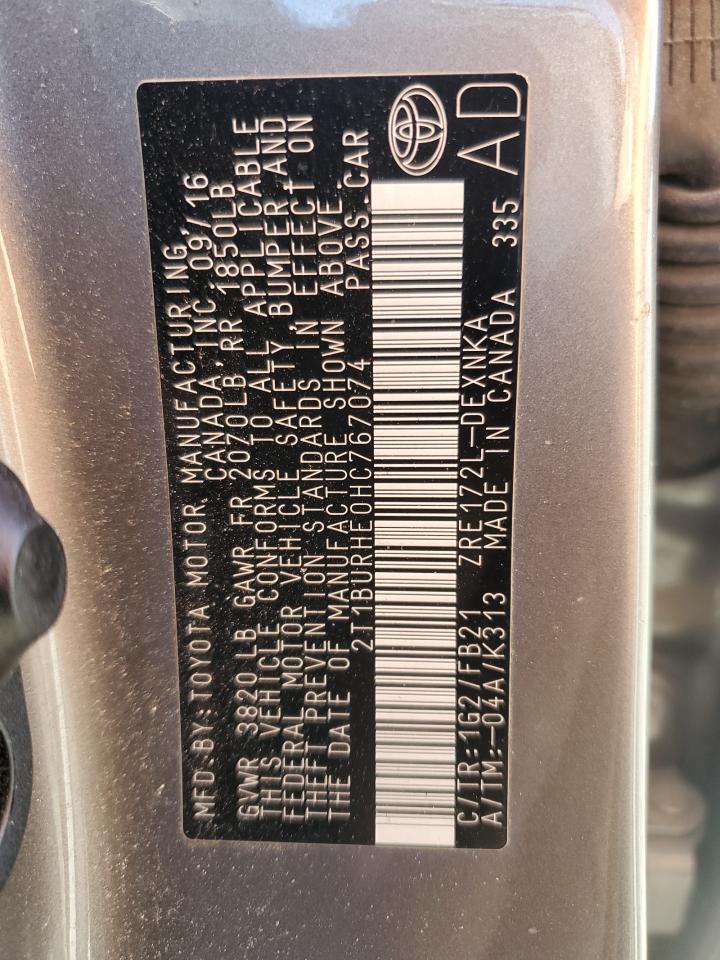 MFD BY: TOYOTA MOTOR MANUFACTURING
CANADA, INC. 09/16
GVWR 3820LB GAWR FR 2070LB RR 1850LB
THIS VEHICLE CONFORMS TO ALL APPLICABLE
FEDERAL MOTOR VEHICLE SAFETY, BUMPER AND
THEFT PREVENTION STANDARDS IN EFFECT ON
THE DATE OF MANUFACTURE SHOWN ABOVE.
2T1BURHE0HC767074 PASS.CAR
C/TR:1G2/FB21 ZRE172L-DEXNKA
A/TM:-04A/K313 MADE IN CANADA 335
AD